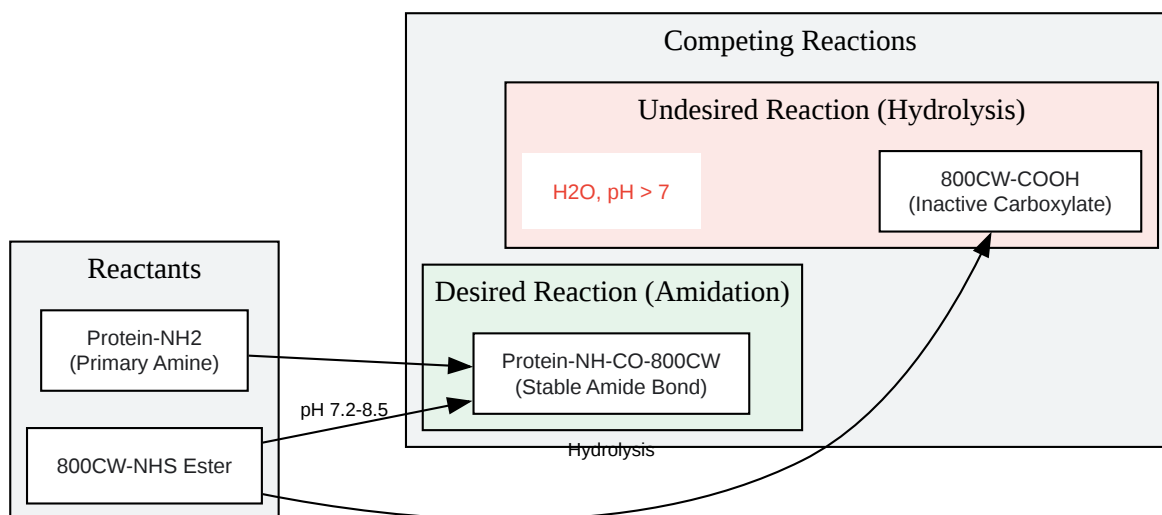 Competing Reactions
Undesired Reaction (Hydrolysis)
H2O, pH > 7
800CW-COOH
(Inactive Carboxylate)
Reactants
Protein-NH2
(Primary Amine)
800CW-NHS Ester
Desired Reaction (Amidation)
Protein-NH-CO-800CW
(Stable Amide Bond)
pH 7.2-8.5
Hydrolysis